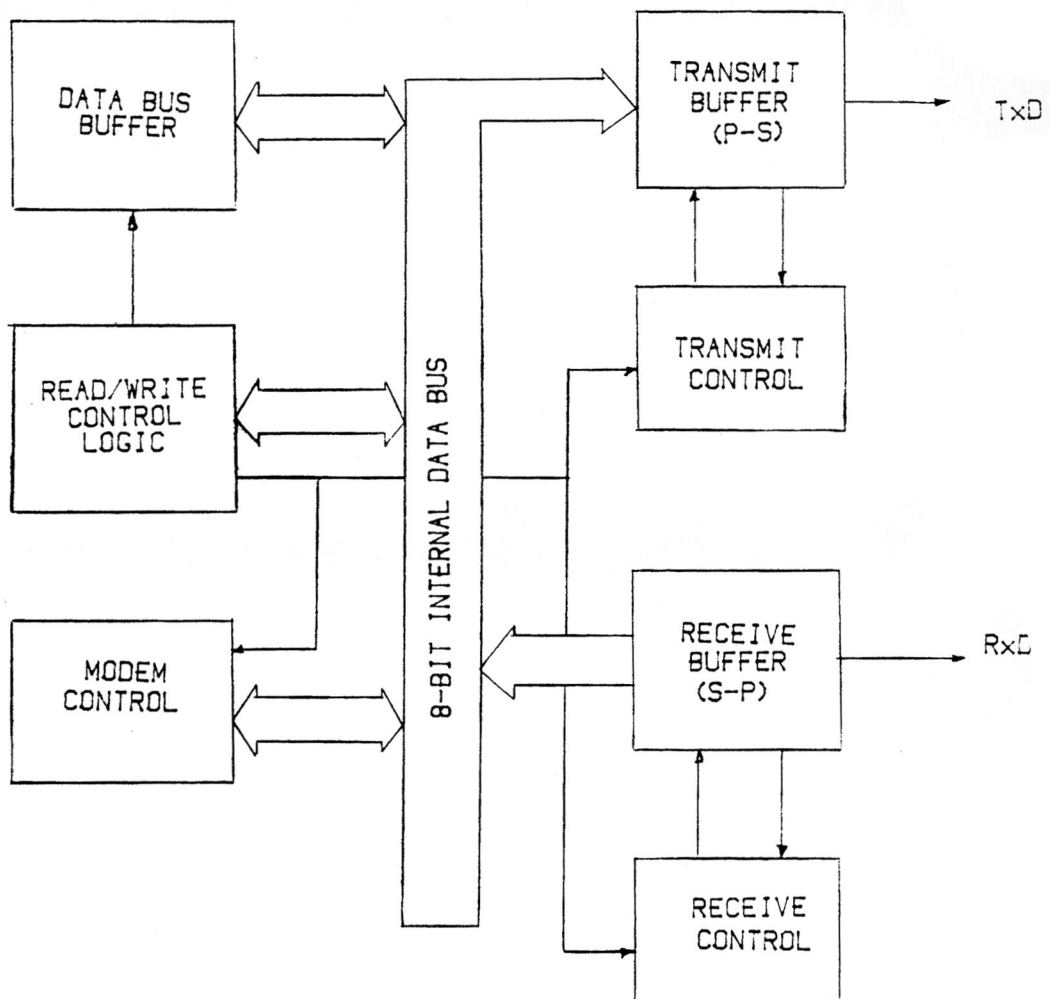 DATA BUS
BUFFER
TRANSMIT
BUFFER
(P-S)
TxD
READ/WRITE
CONTROL
LOGIC
TRANSMIT
CONTROL
8-BIT INTERNAL DATA BUS
MODEM
CONTROL
RECEIVE
BUFFER
(S-P)
RxD
RECEIVE
CONTROL